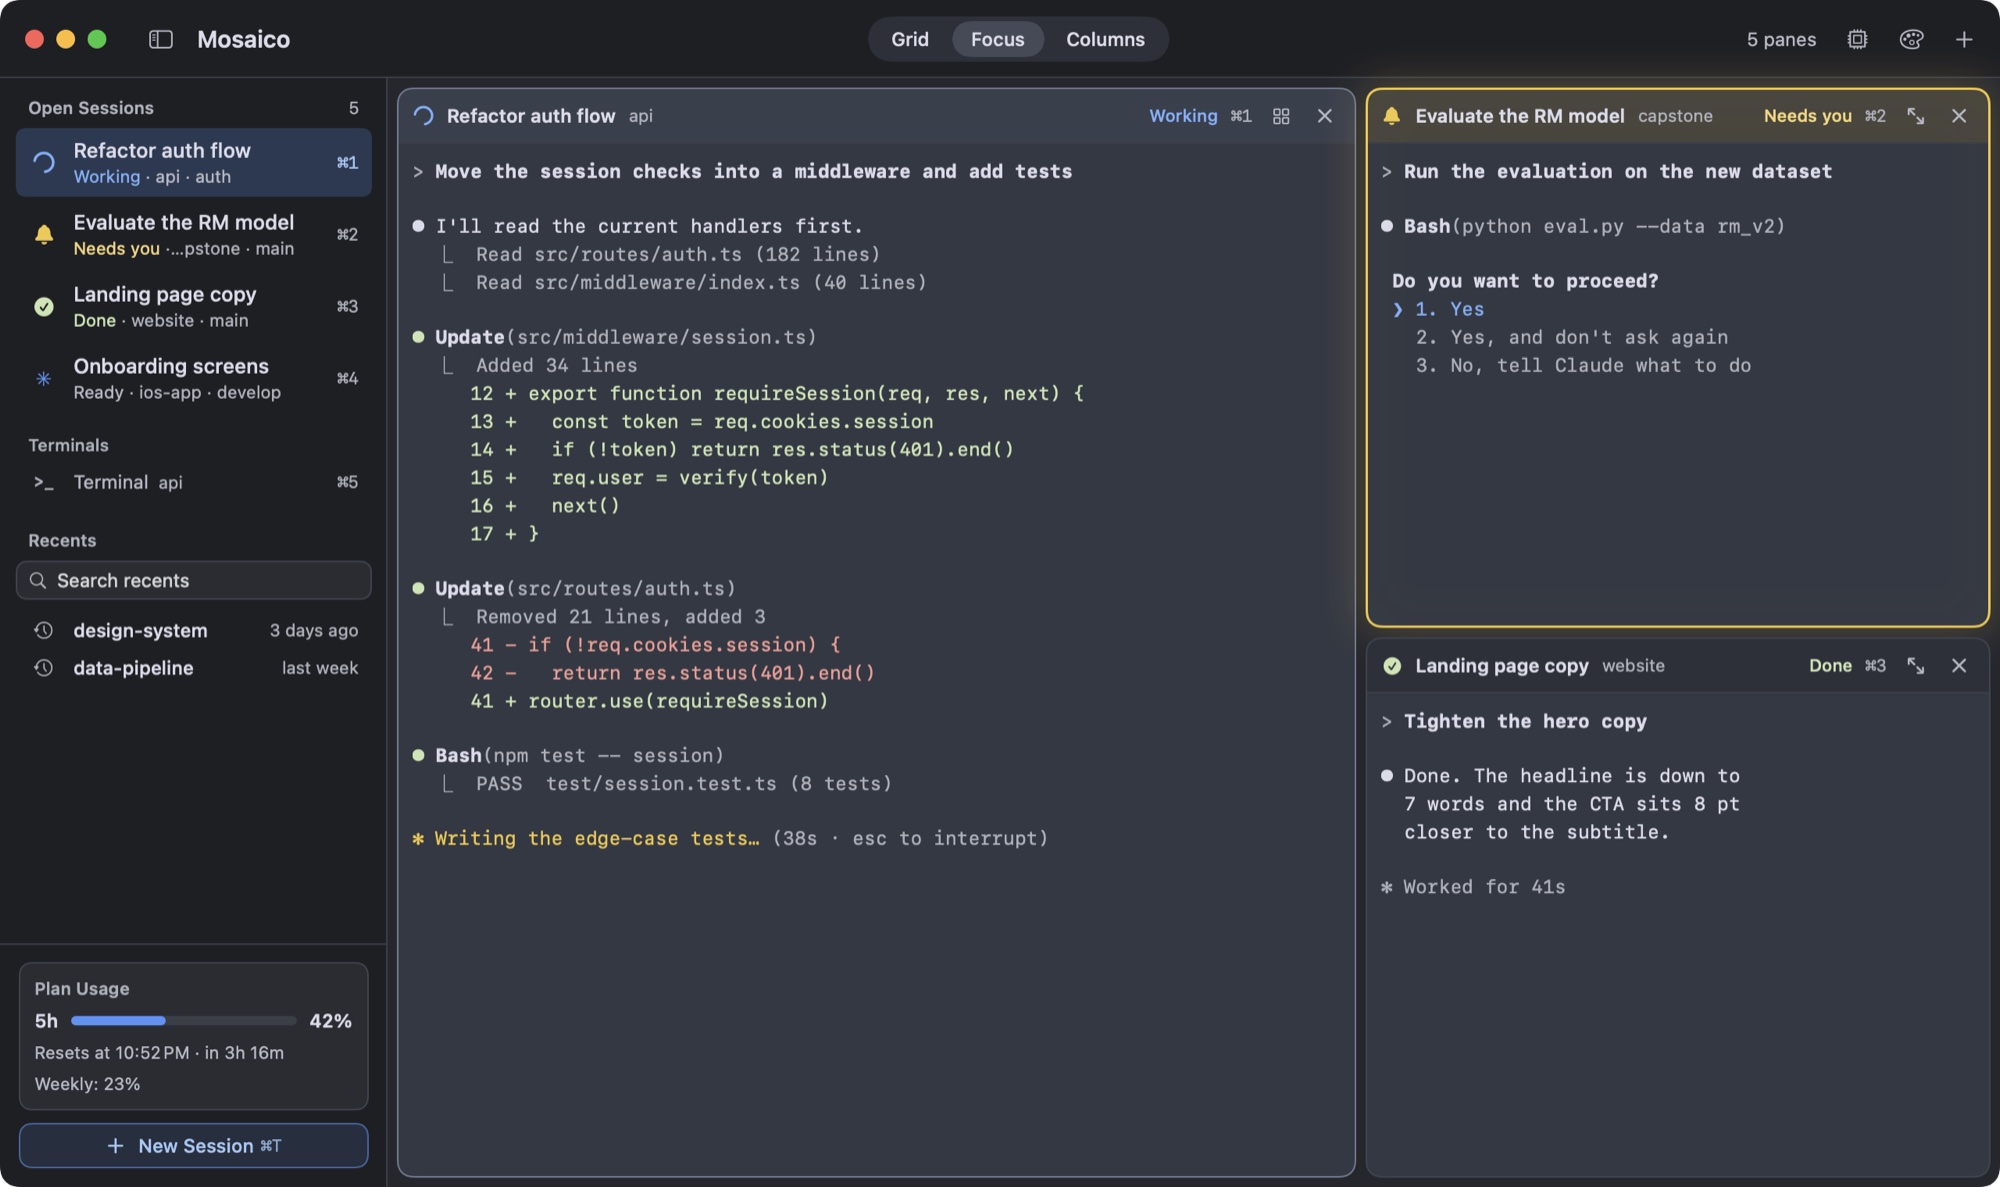 Mosaico
Grid
Focus
Columns
5 panes
Open Sessions 5
Refactor auth flow
Working · api · auth
⌘1
Evaluate the RM model
Needs you ·...pstone · main
⌘2
Landing page copy
Done · website · main
⌘3
Onboarding screens
Ready · ios-app · develop
⌘4
Terminals
>_ Terminal api ⌘5
Recents
Search recents
design-system 3 days ago
data-pipeline last week
Plan Usage
5h 42%
Resets at 10:52 PM · in 3h 16m
Weekly: 23%
+ New Session ⌘T
Refactor auth flow api Working ⌘1
> Move the session checks into a middleware and add tests
● I'll read the current handlers first.
⎿ Read src/routes/auth.ts (182 lines)
⎿ Read src/middleware/index.ts (40 lines)
● Update(src/middleware/session.ts)
⎿ Added 34 lines
12 + export function requireSession(req, res, next) {
13 +   const token = req.cookies.session
14 +   if (!token) return res.status(401).end()
15 +   req.user = verify(token)
16 +   next()
17 + }
● Update(src/routes/auth.ts)
⎿ Removed 21 lines, added 3
41 - if (!req.cookies.session) {
42 -   return res.status(401).end()
41 + router.use(requireSession)
● Bash(npm test -- session)
⎿ PASS  test/session.test.ts (8 tests)
✻ Writing the edge-case tests… (38s · esc to interrupt)
Evaluate the RM model capstone Needs you ⌘2
> Run the evaluation on the new dataset
● Bash(python eval.py --data rm_v2)
Do you want to proceed?
❯ 1. Yes
2. Yes, and don't ask again
3. No, tell Claude what to do
Landing page copy website Done ⌘3
> Tighten the hero copy
● Done. The headline is down to
7 words and the CTA sits 8 pt
closer to the subtitle.
✻ Worked for 41s